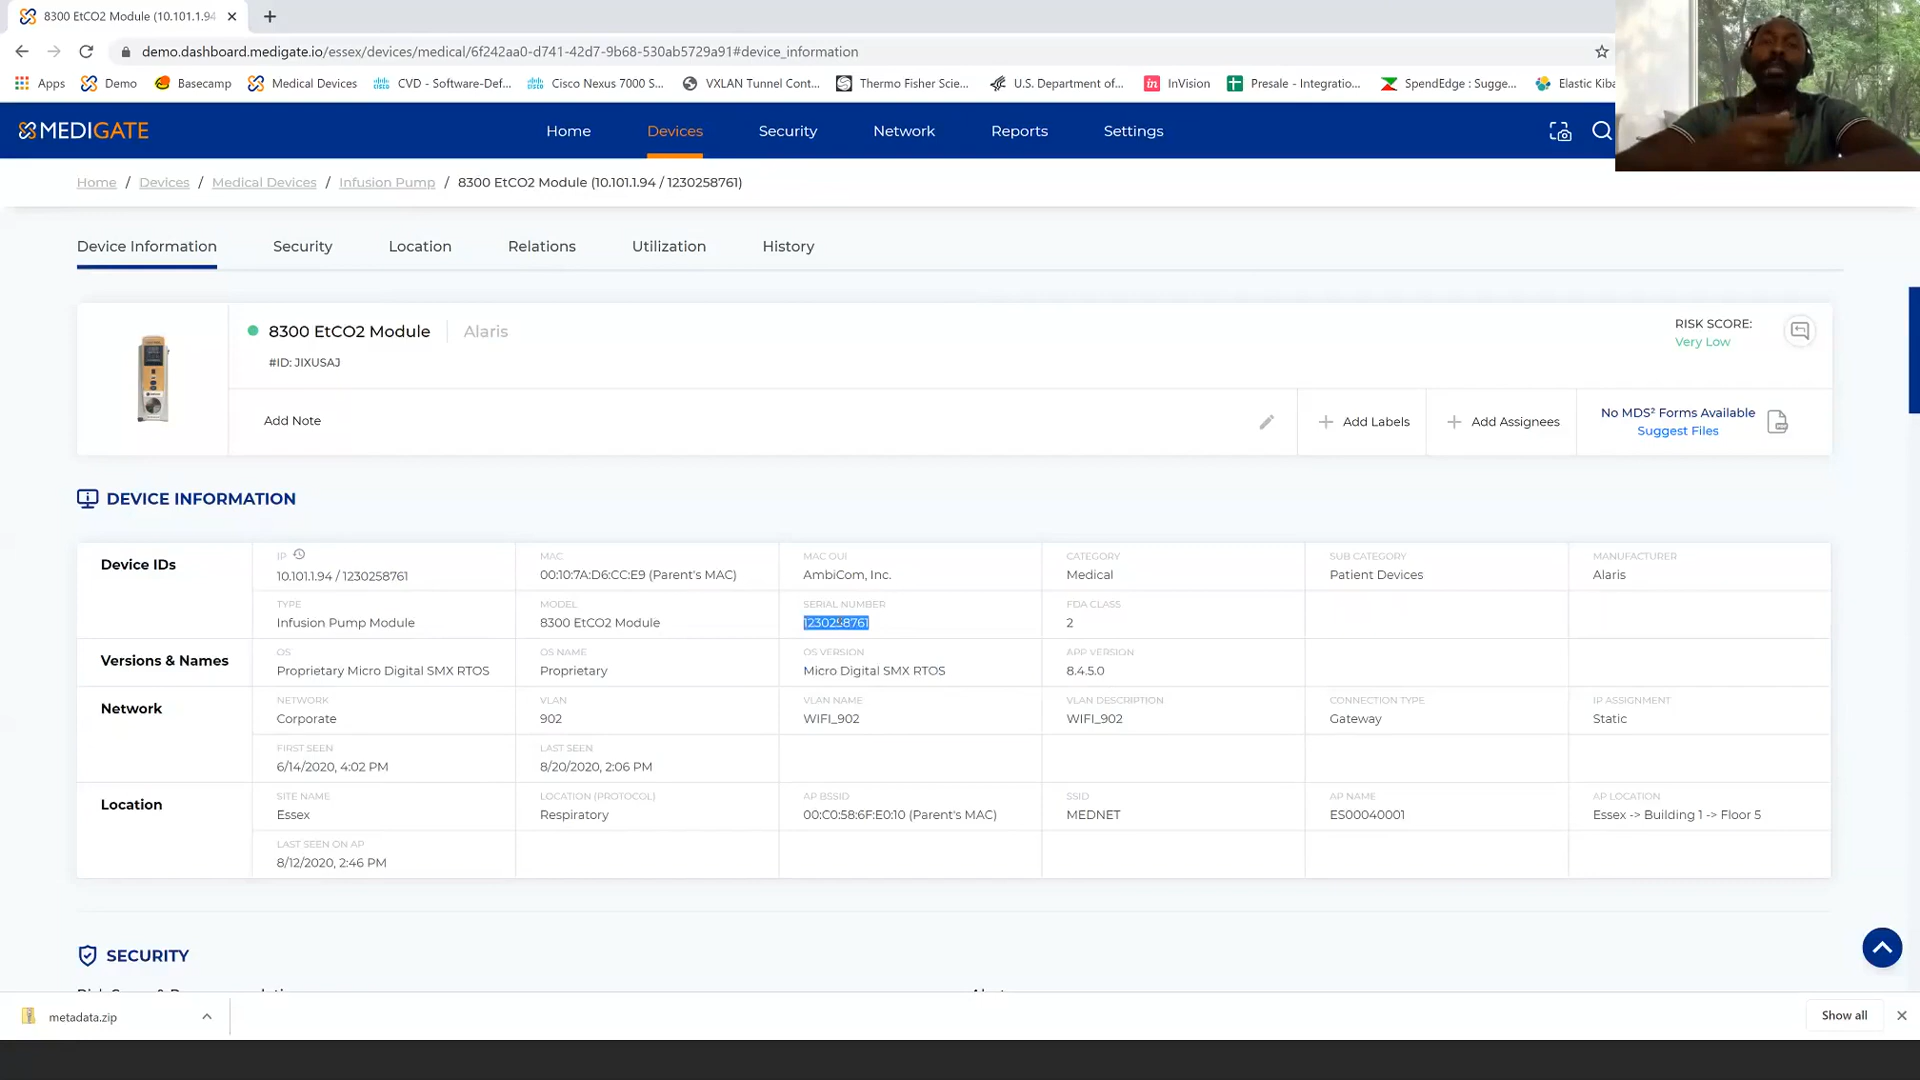 8300 EtCO2 Module (10.101.1.94
demo.dashboard.medigate.io/essex/devices/medical/6f242aa0-d741-42d7-9b68-530ab5729a91#device_information
Apps Demo Basecamp Medical Devices CVD - Software-Def... Cisco Nexus 7000 S... VXLAN Tunnel Cont... Thermo Fisher Scie... U.S. Department of... InVision Presale - Integratio... SpendEdge : Sugge... Elastic Kiba
MEDIGATE Home Devices Security Network Reports Settings
Home / Devices / Medical Devices / Infusion Pump / 8300 EtCO2 Module (10.101.1.94 / 1230258761)
Device Information Security Location Relations Utilization History
8300 EtCO2 Module Alaris
RISK SCORE:
Very Low
#ID: JIXUSAJ
Add Note
Add Labels
Add Assignees
No MDS² Forms Available
Suggest Files
DEVICE INFORMATION
Device IDs
IP MAC MAC OUI CATEGORY SUB CATEGORY MANUFACTURER
10.101.1.94 / 1230258761 00:10:7A:D6:CC:E9 (Parent's MAC) AmbiCom, Inc. Medical Patient Devices Alaris
TYPE MODEL SERIAL NUMBER FDA CLASS
Infusion Pump Module 8300 EtCO2 Module 1230258761 2
Versions & Names
OS OS NAME OS VERSION APP VERSION
Proprietary Micro Digital SMX RTOS Proprietary Micro Digital SMX RTOS 8.4.5.0
Network
NETWORK VLAN VLAN NAME VLAN DESCRIPTION CONNECTION TYPE IP ASSIGNMENT
Corporate 902 WIFI_902 WIFI_902 Gateway Static
FIRST SEEN LAST SEEN
6/14/2020, 4:02 PM 8/20/2020, 2:06 PM
Location
SITE NAME LOCATION (PROTOCOL) AP BSSID SSID AP NAME AP LOCATION
Essex Respiratory 00:C0:58:6F:E0:10 (Parent's MAC) MEDNET ES00040001 Essex -> Building 1 -> Floor 5
LAST SEEN ON AP
8/12/2020, 2:46 PM
SECURITY
metadata.zip
Show all